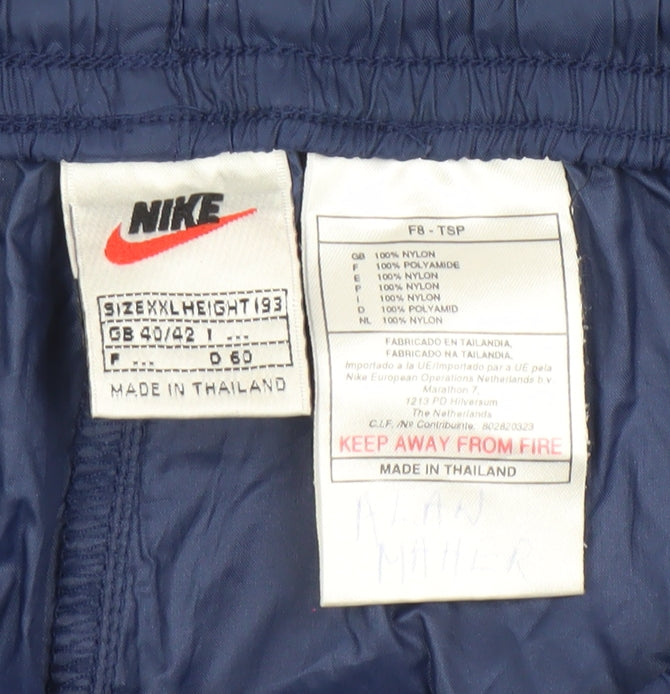 NIKE
SIZE XXL HEIGHT 193
GB 40/42 I ...
F ... D 60
MADE IN THAILAND
F8 - TSP
GB 100% NYLON
F 100% POLYAMIDE
E 100% NYLON
P 100% NYLON
I 100% NYLON
D 100% POLYAMID
NL 100% NYLON
FABRICADO EN TAILANDIA,
FABRICADO NA TAILANDIA,
Importado a la UE/Importado par a UE pela
Nike European Operations Netherlands b.v.
Marathon 7,
1213 PD Hilversum
The Netherlands
C.I.F. /Nº Contribuinte. 802820323
KEEP AWAY FROM FIRE
MADE IN THAILAND
ALAN
MAHER